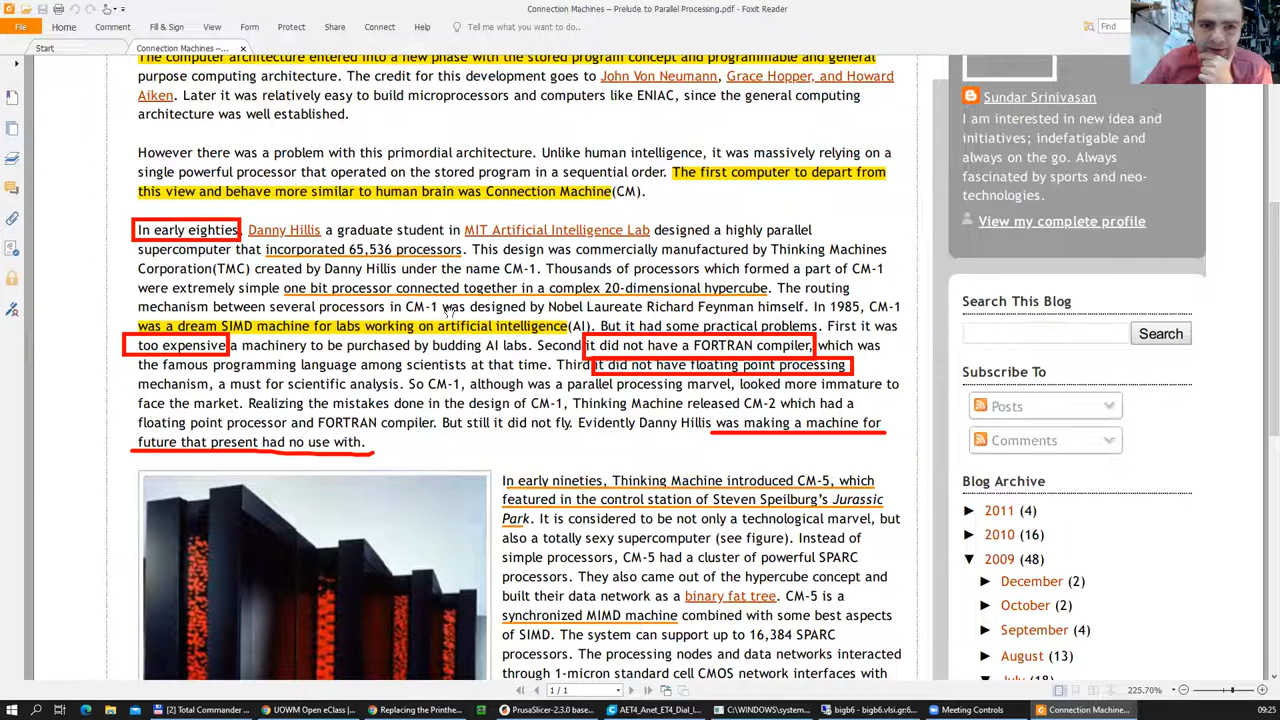 Connection Machines – Prelude to Parallel Processing.pdf - Foxit Reader
File
Home
Comment
Fill & Sign
View
Form
Protect
Share
Connect
Help
Tell me what you want to do...
Find
Start
Connection Machines –...
The computer architecture entered into a new phase with the stored program concept and programmable and general
purpose computing architecture. The credit for this development goes to John Von Neumann, Grace Hopper, and Howard
Aiken. Later it was relatively easy to build microprocessors and computers like ENIAC, since the general computing
architecture was well established.
However there was a problem with this primordial architecture. Unlike human intelligence, it was massively relying on a
single powerful processor that operated on the stored program in a sequential order. The first computer to depart from
this view and behave more similar to human brain was Connection Machine(CM).
In early eighties, Danny Hillis a graduate student in MIT Artificial Intelligence Lab designed a highly parallel
supercomputer that incorporated 65,536 processors. This design was commercially manufactured by Thinking Machines
Corporation(TMC) created by Danny Hillis under the name CM-1. Thousands of processors which formed a part of CM-1
were extremely simple one bit processor connected together in a complex 20-dimensional hypercube. The routing
mechanism between several processors in CM-1 was designed by Nobel Laureate Richard Feynman himself. In 1985, CM-1
was a dream SIMD machine for labs working on artificial intelligence(AI). But it had some practical problems. First it was
too expensive a machinery to be purchased by budding AI labs. Second it did not have a FORTRAN compiler, which was
the famous programming language among scientists at that time. Third it did not have floating point processing
mechanism, a must for scientific analysis. So CM-1, although was a parallel processing marvel, looked more immature to
face the market. Realizing the mistakes done in the design of CM-1, Thinking Machine released CM-2 which had a
floating point processor and FORTRAN compiler. But still it did not fly. Evidently Danny Hillis was making a machine for
future that present had no use with.
In early nineties, Thinking Machine introduced CM-5, which
featured in the control station of Steven Speilburg's Jurassic
Park. It is considered to be not only a technological marvel, but
also a totally sexy supercomputer (see figure). Instead of
simple processors, CM-5 had a cluster of powerful SPARC
processors. They also came out of the hypercube concept and
built their data network as a binary fat tree. CM-5 is a
synchronized MIMD machine combined with some best aspects
of SIMD. The system can support up to 16,384 SPARC
processors. The processing nodes and data networks interacted
through 1-micron standard cell CMOS network interfaces with
Sundar Srinivasan
I am interested in new idea and
initiatives; indefatigable and
always on the go. Always
fascinated by sports and neo-
technologies.
View my complete profile
Search This Blog
Search
Subscribe To
Posts
Comments
Blog Archive
► 2011 (4)
► 2010 (16)
▼ 2009 (48)
► December (2)
► October (2)
► September (4)
► August (13)
July (18)
1 / 1
225.70%
[2] Total Commander ...
UOWM Open eClass |...
Replacing the Printhe...
PrusaSlicer-2.3.0 base...
AET4_Anet_ET4_Dial_I...
C:\WINDOWS\system...
bigb6 - bigb6.vlsi.gr:6...
Meeting Controls
Connection Machine...
09:25